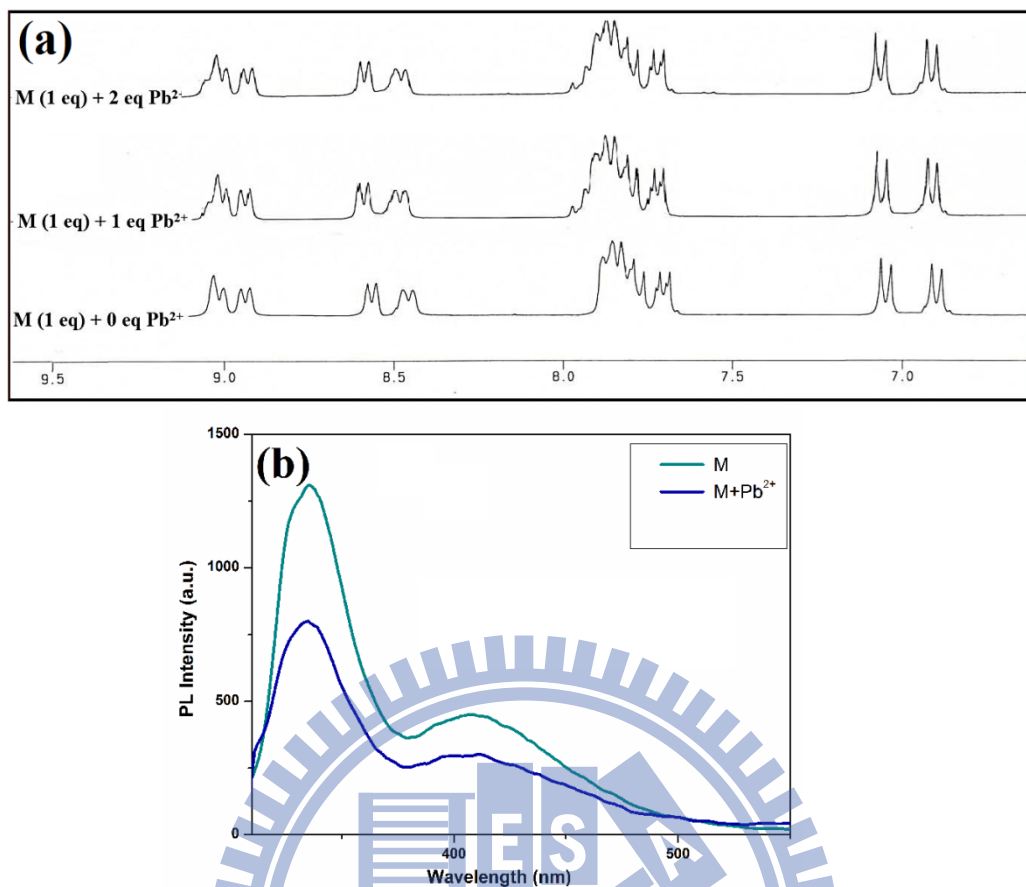 (a)
M (1 eq) + 2 eq Pb²⁻
M (1 eq) + 1 eq Pb²⁺
M (1 eq) + 0 eq Pb²⁺
9.5 9.0 8.5 8.0 7.5 7.0
(b)
1500
1000
500
0
PL Intensity (a.u.)
M
M+Pb²⁺
400 500
Wavelength (nm)
ES
A